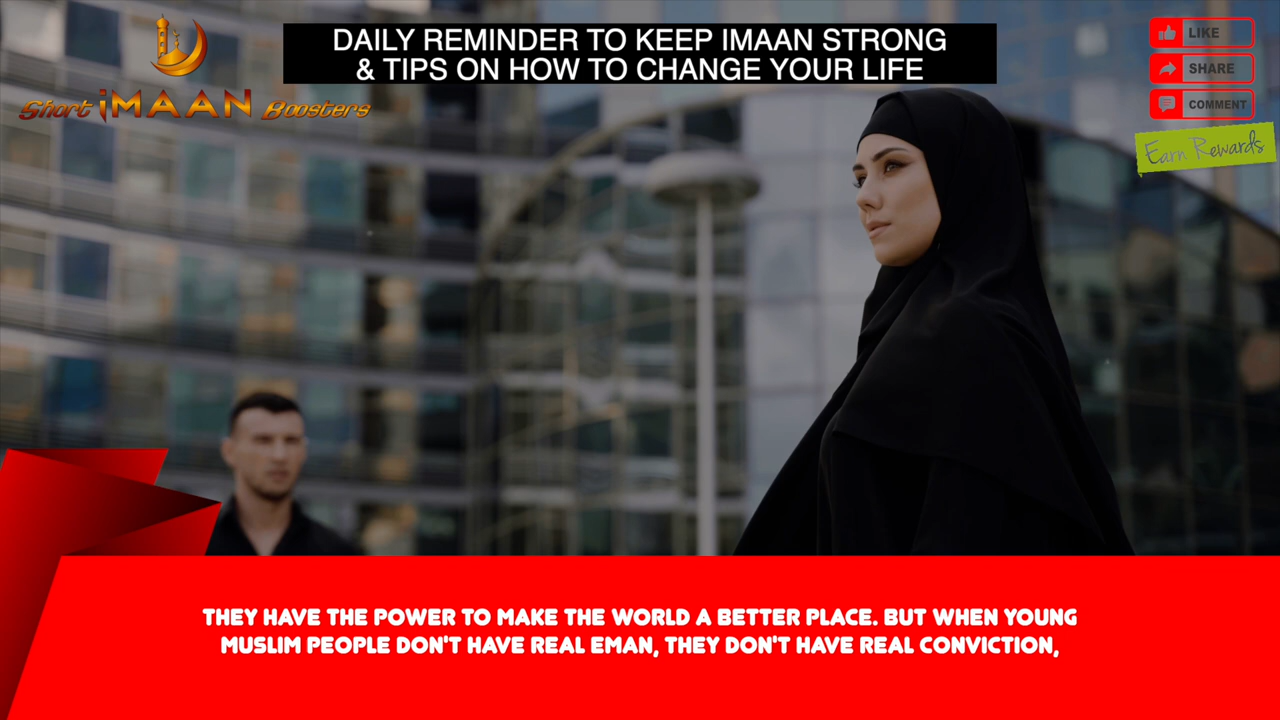 DAILY REMINDER TO KEEP IMAAN STRONG
& TIPS ON HOW TO CHANGE YOUR LIFE
Short iMAAN Boosters
LIKE
SHARE
COMMENT
Earn Rewards
THEY HAVE THE POWER TO MAKE THE WORLD A BETTER PLACE. BUT WHEN YOUNG
MUSLIM PEOPLE DON'T HAVE REAL EMAN, THEY DON'T HAVE REAL CONVICTION,